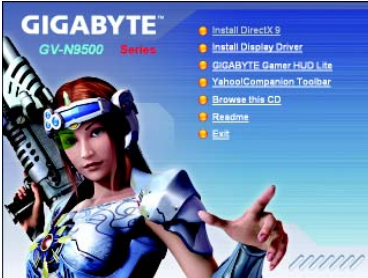 GIGABYTE™
GV-N9500 Series
Install DirectX 9
Install Display Driver
GIGABYTE Gamer HUD Lite
Yahoo!Companion Toolbar
Browse this CD
Readme
Exit